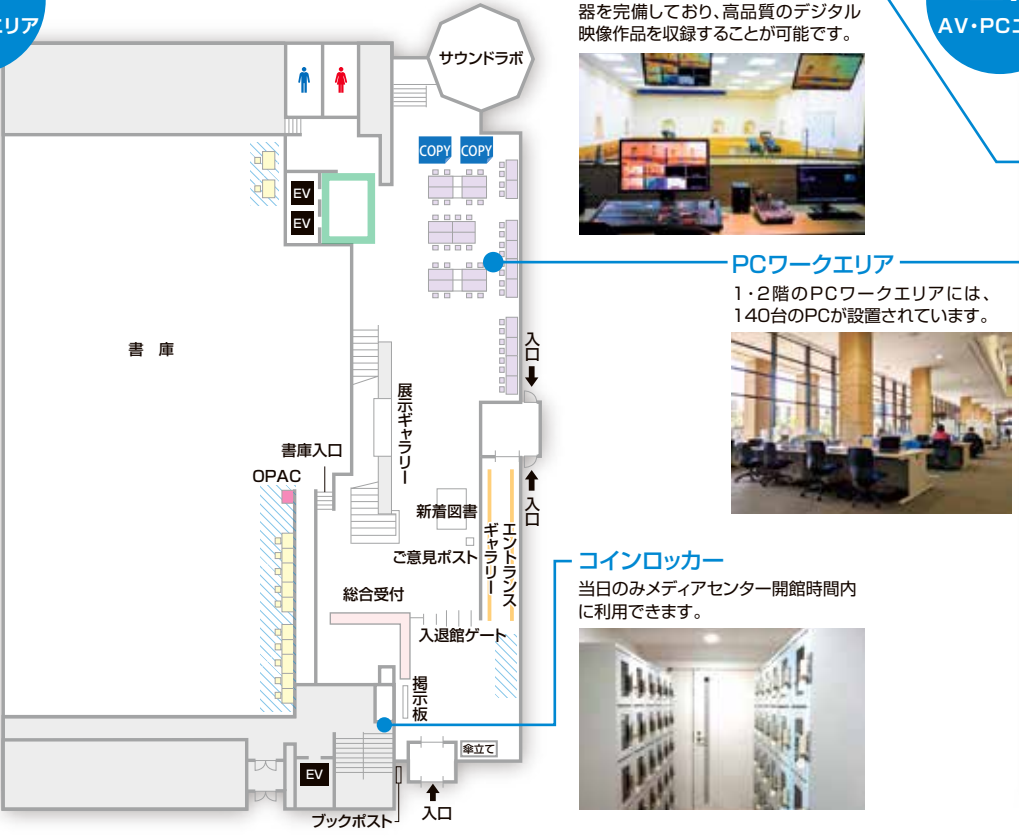 エリア
器を完備しており、高品質のデジタル
映像作品を収録することが可能です。
AV・PC
サウンドラボ
COPY
COPY
EV
EV
PCワークエリア
1・2階のPCワークエリアには、
140台のPCが設置されています。
書 庫
入口
展示ギャラリー
書庫入口
OPAC
新着図書
入口
エントランス
ギャラリー
ご意見ポスト
コインロッカー
当日のみメディアセンター開館時間内
に利用できます。
総合受付
入退館ゲート
掲示板
傘立て
EV
入口
ブックポスト